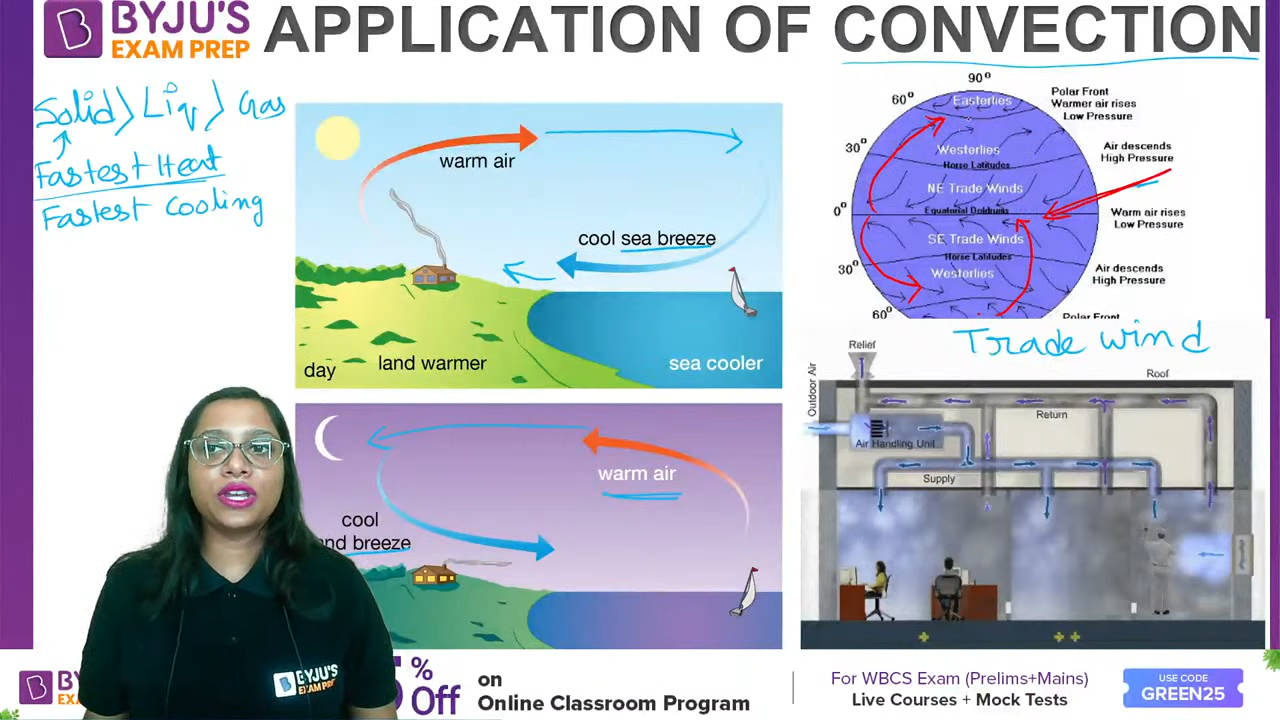 BYJU'S
EXAM PREP
APPLICATION OF CONVECTION
Solid > Liq > Gas
Fastest Heat
Fastest Cooling
warm air
cool sea breeze
day
land warmer
sea cooler
warm air
cool
nd breeze
90°
60°
30°
0°
30°
60°
Easterlies
Westerlies
Horse Latitudes
NE Trade Winds
Equatorial Doldrums
SE Trade Winds
Horse Latitudes
Westerlies
Polar Front
Warmer air rises
Low Pressure
Air descends
High Pressure
Warm air rises
Low Pressure
Air descends
High Pressure
Polar Front
Trade wind
Relief
Outdoor Air
Roof
Return
Air Handling Unit
Supply
BYJU'S
EXAM PREP
BYJ
EXA
5% Off
on
Online Classroom Program
For WBCS Exam (Prelims+Mains)
Live Courses + Mock Tests
USE CODE
GREEN25